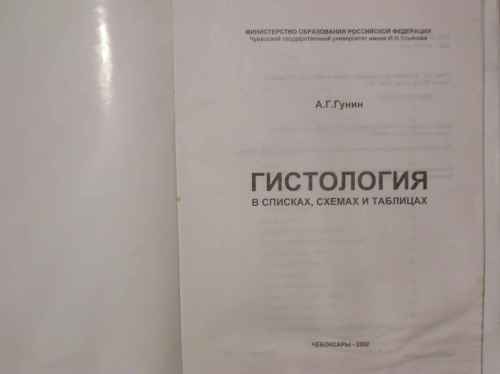 МИНИСТЕРСТВО ОБРАЗОВАНИЯ РОССИЙСКОЙ ФЕДЕРАЦИИ
Чувашский государственный университет имени И.Н.Ульянова
А.Г.Гунин
ГИСТОЛОГИЯ
В СПИСКАХ, СХЕМАХ И ТАБЛИЦАХ
ЧЕБОКСАРЫ - 2002